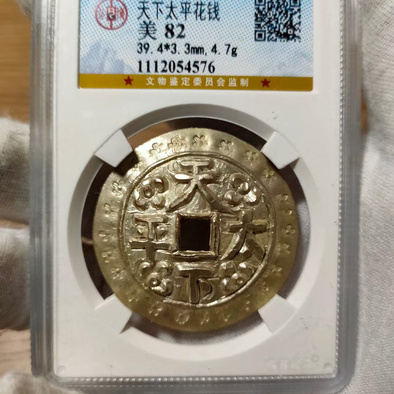 天下太平花钱
美 82
39.4*3.3mm,4.7g
1112054576
文物鉴定委员会监制
天
平 太
下